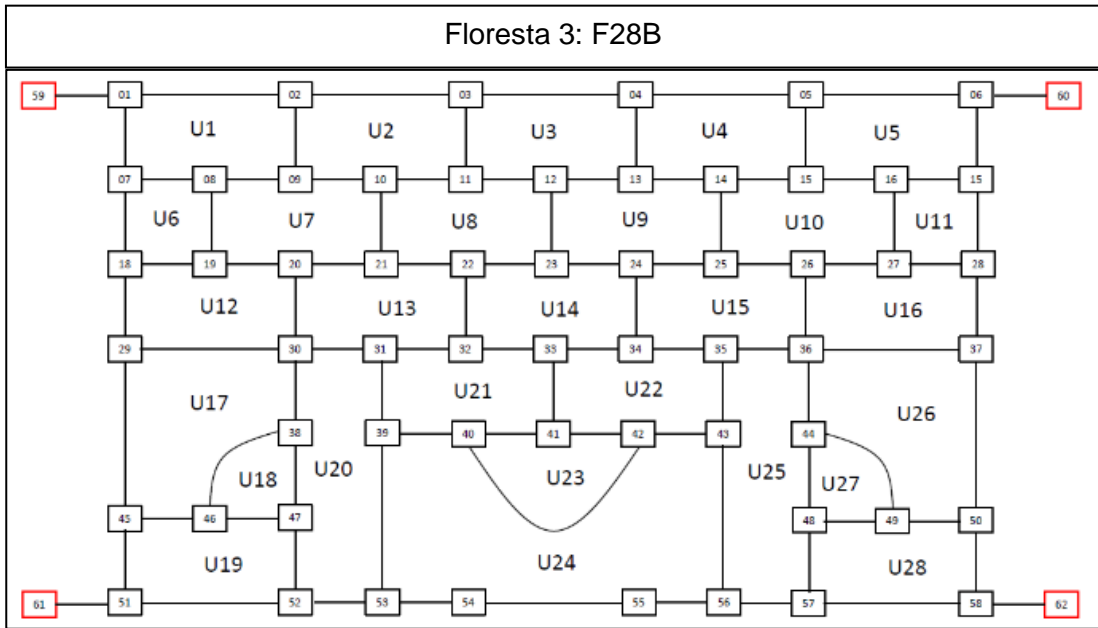 Floresta 3: F28B
59 01 02 03 04 05 06 60
U1 U2 U3 U4 U5
07 08 09 10 11 12 13 14 15 16 15
U6 U7 U8 U9 U10 U11
18 19 20 21 22 23 24 25 26 27 28
U12 U13 U14 U15 U16
29 30 31 32 33 34 35 36 37
U17 U21 U22 U26
38 39 40 41 42 43 44
U18 U20 U23 U25 U27
45 46 47 48 49 50
U19 U24 U28
61 51 52 53 54 55 56 57 58 62